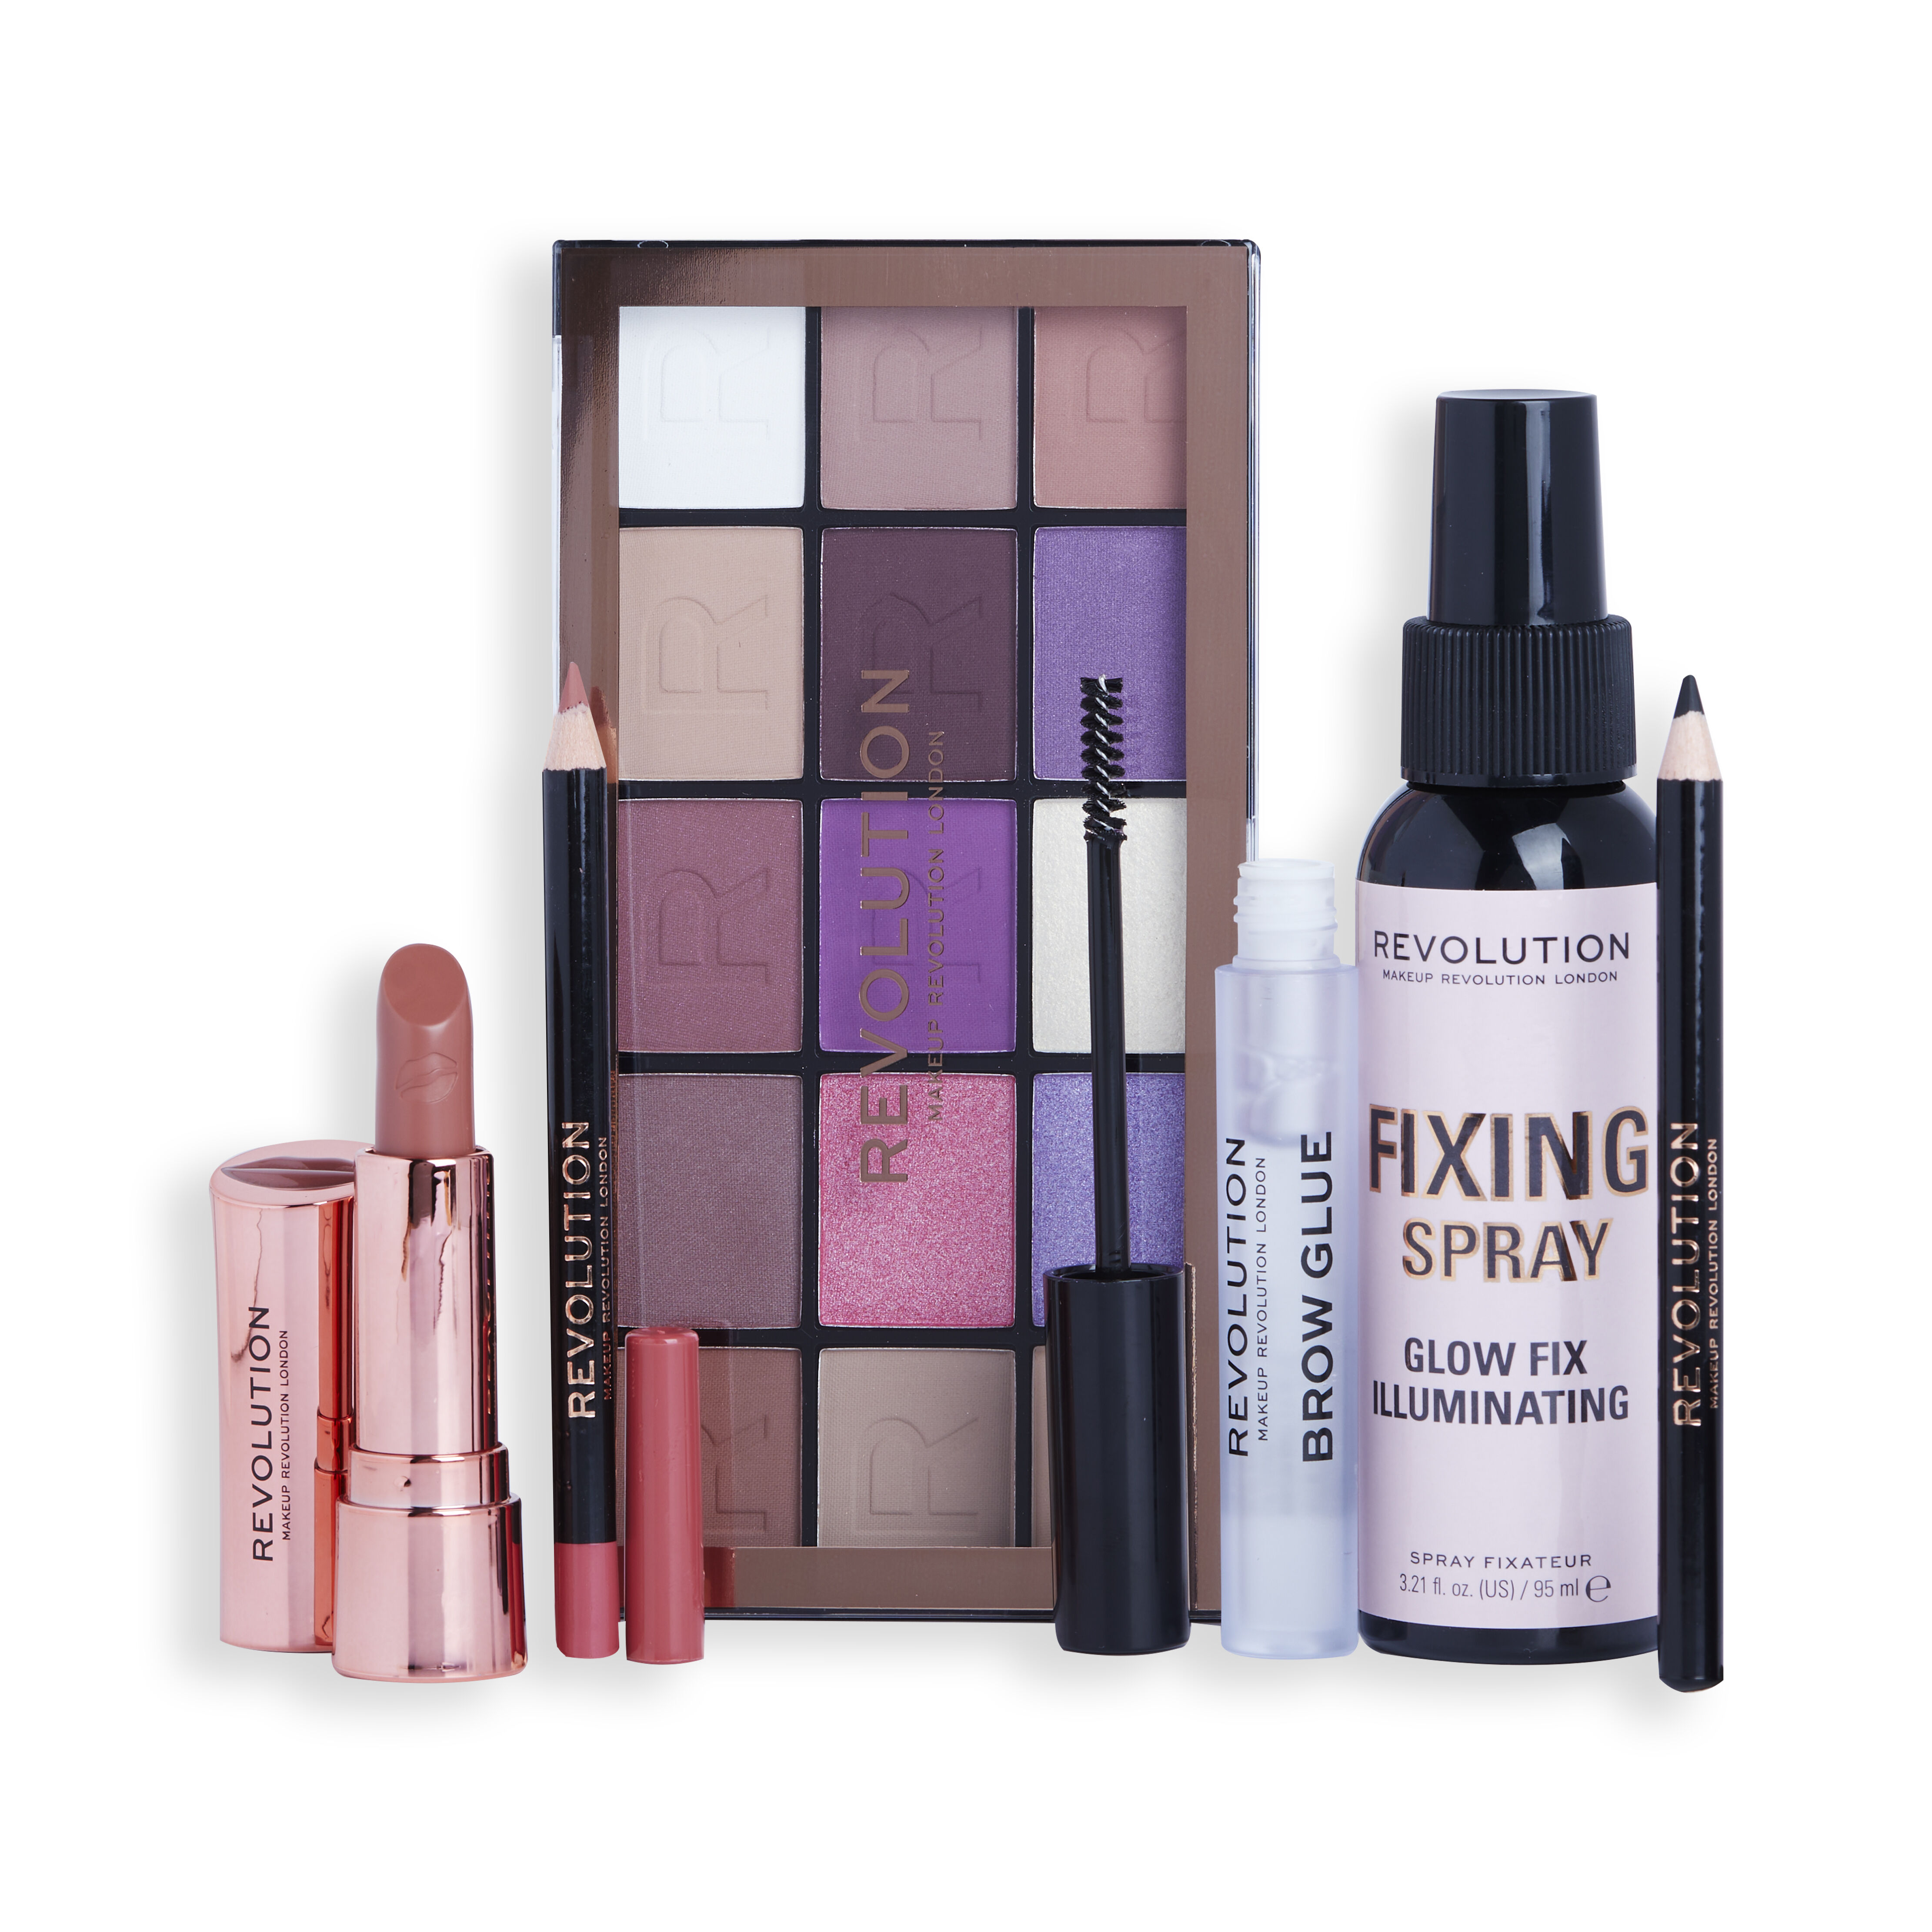 REVOLUTION
MAKEUP REVOLUTION LONDON
REVOLUTION
MAKEUP REVOLUTION LONDON
R
R
R
R
R
R
R
R
R
REVOLUTION
MAKEUP REVOLUTION LONDON
REVOLUTION
MAKEUP REVOLUTION LONDON
BROW GLUE
REVOLUTION
MAKEUP REVOLUTION LONDON
FIXING
SPRAY
GLOW FIX
ILLUMINATING
SPRAY FIXATEUR
3.21 fl. oz. (US) / 95 ml ℮
REVOLUTION
MAKEUP REVOLUTION LONDON